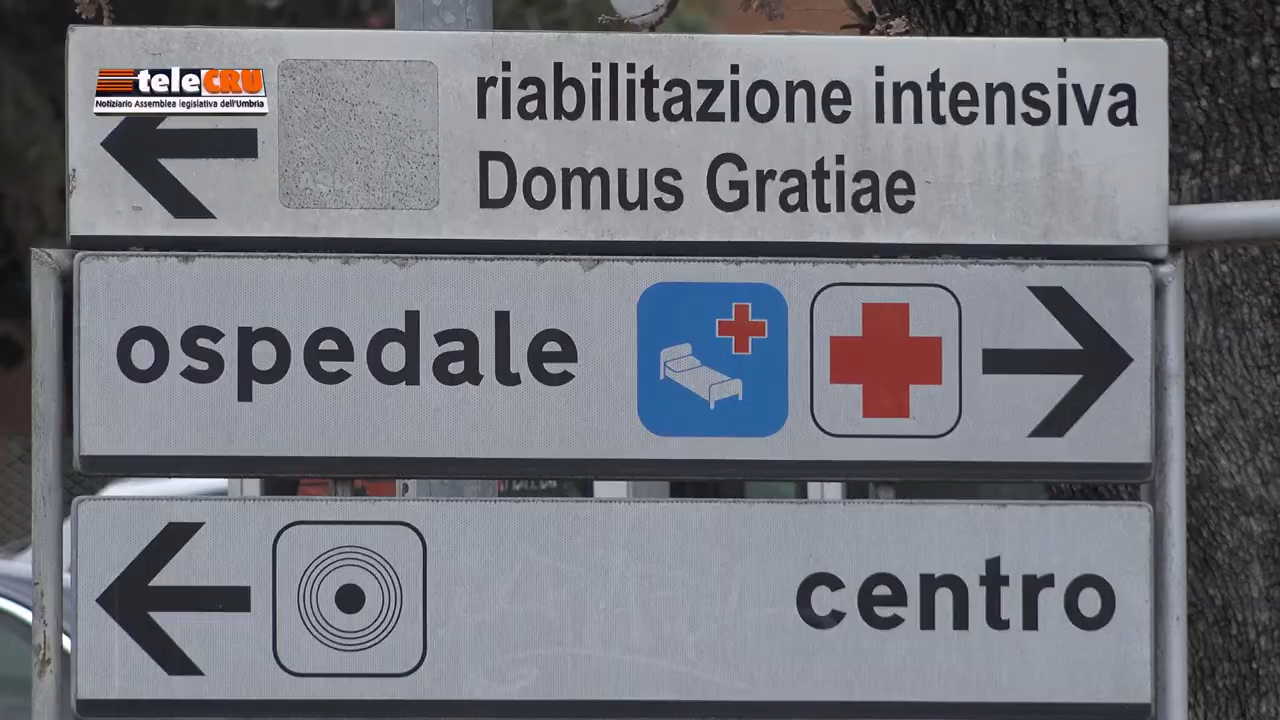 teleCRU
Notiziario Assemblea legislativa dell'Umbria
riabilitazione intensiva
Domus Gratiae
ospedale
centro